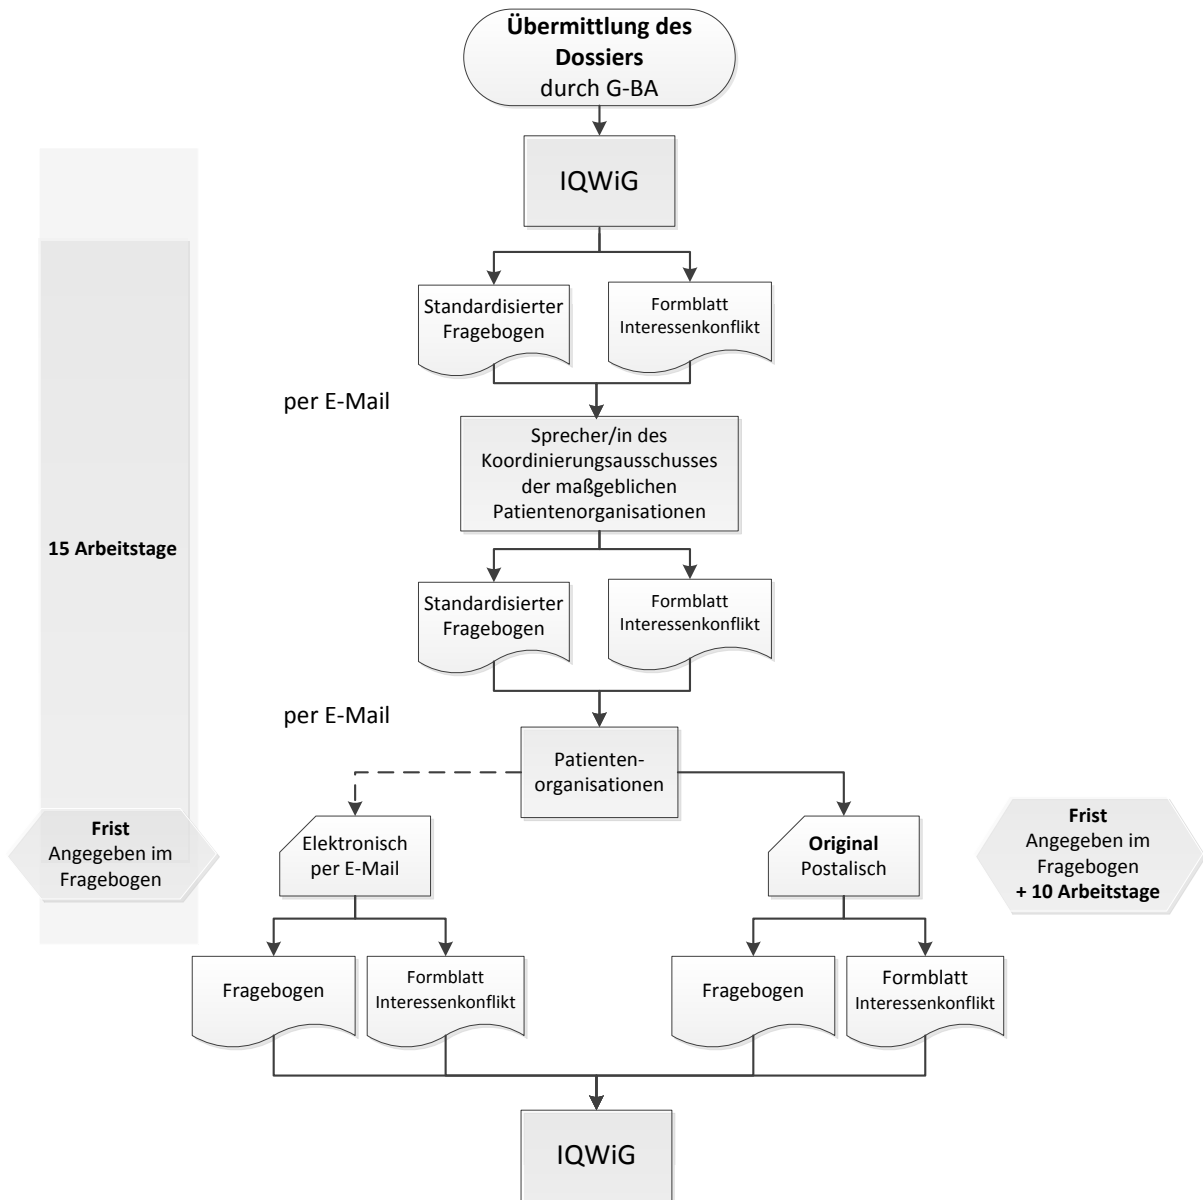 Übermittlung des
Dossiers
durch G-BA
IQWiG
Standardisierter
Fragebogen
Formblatt
Interessenkonflikt
per E-Mail
Sprecher/in des
Koordinierungsausschusses
der maßgeblichen
Patientenorganisationen
15 Arbeitstage
Standardisierter
Fragebogen
Formblatt
Interessenkonflikt
per E-Mail
Patienten-
organisationen
Frist
Angegeben im
Fragebogen
Elektronisch
per E-Mail
Original
Postalisch
Frist
Angegeben im
Fragebogen
+ 10 Arbeitstage
Fragebogen
Formblatt
Interessenkonflikt
Fragebogen
Formblatt
Interessenkonflikt
IQWiG